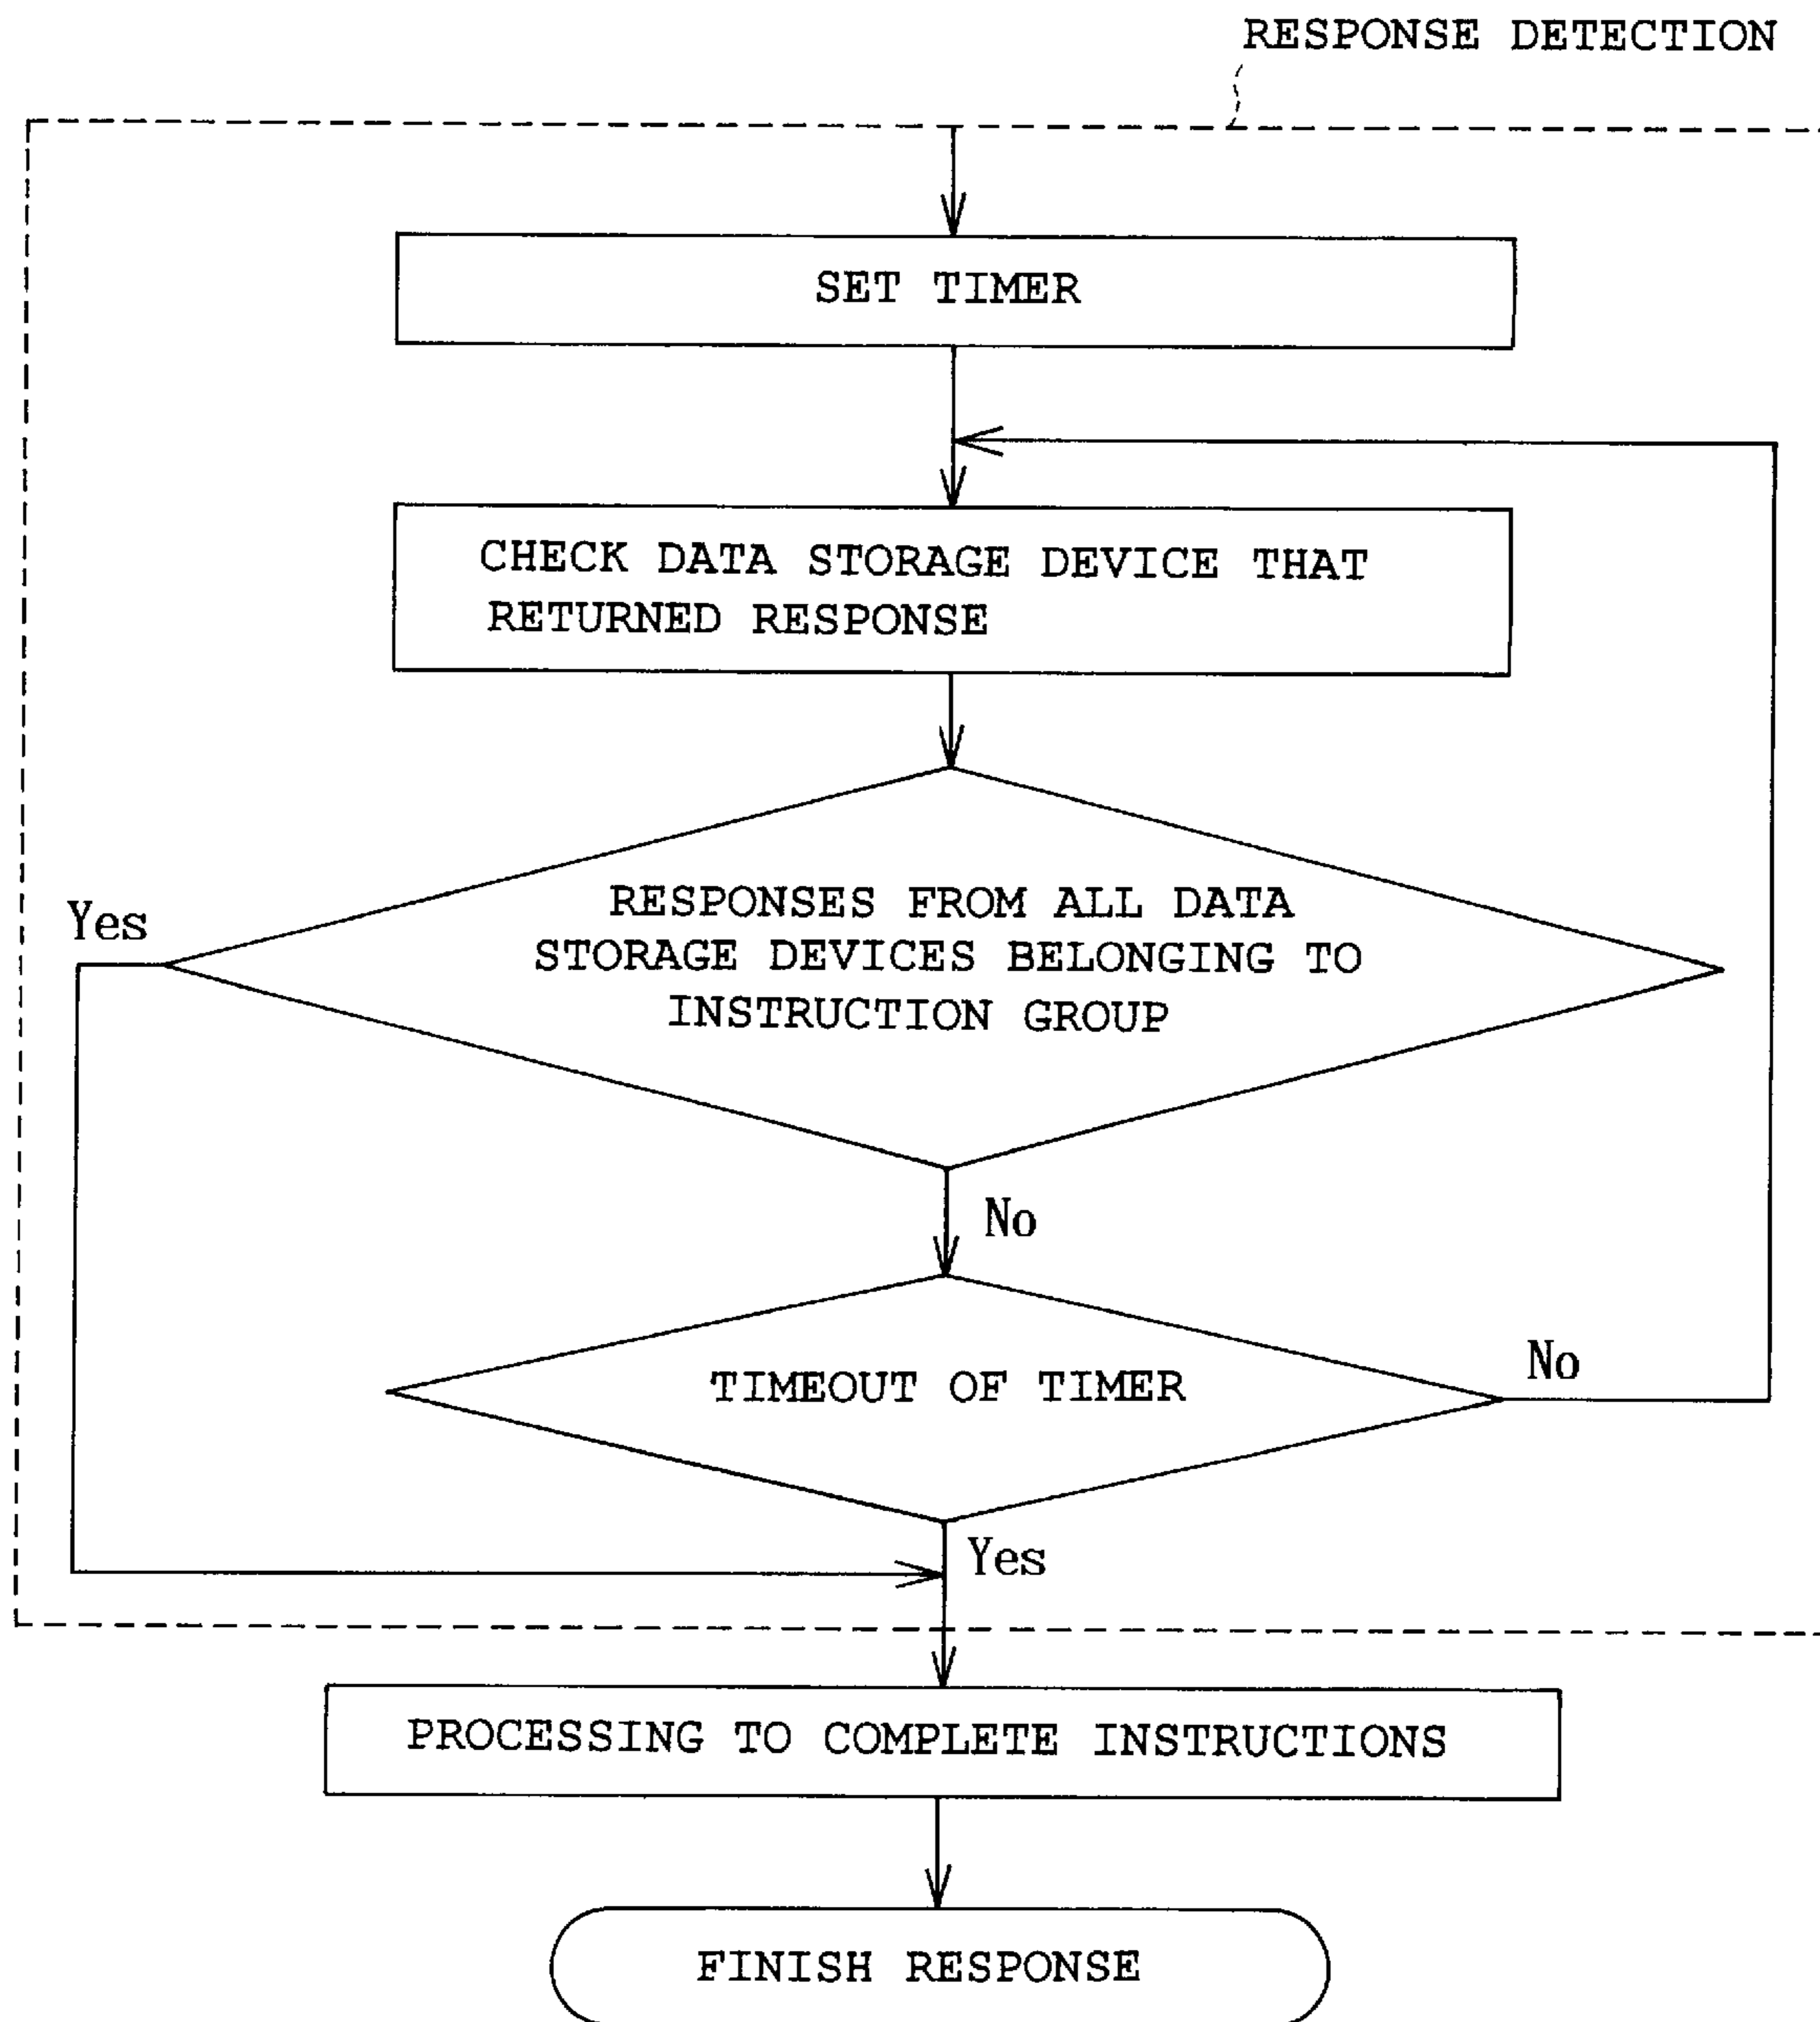 RESPONSE DETECTION
SET TIMER
CHECK DATA STORAGE DEVICE THAT
RETURNED RESPONSE
Yes
RESPONSES FROM ALL DATA
STORAGE DEVICES BELONGING TO
INSTRUCTION GROUP
No
TIMEOUT OF TIMER
No
Yes
PROCESSING TO COMPLETE INSTRUCTIONS
FINISH RESPONSE